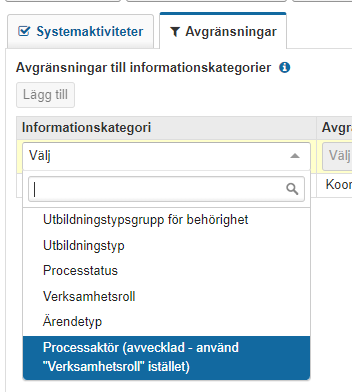 Systemaktiviteter
Avgränsningar
Avgränsningar till informationskategorier
Lägg till
Informationskategori
Avgrä
Välj
Välj
Koor
Utbildningstypsgrupp för behörighet
Utbildningstyp
Processtatus
Verksamhetsroll
Ärendetyp
Processaktör (avvecklad - använd
"Verksamhetsroll" istället)